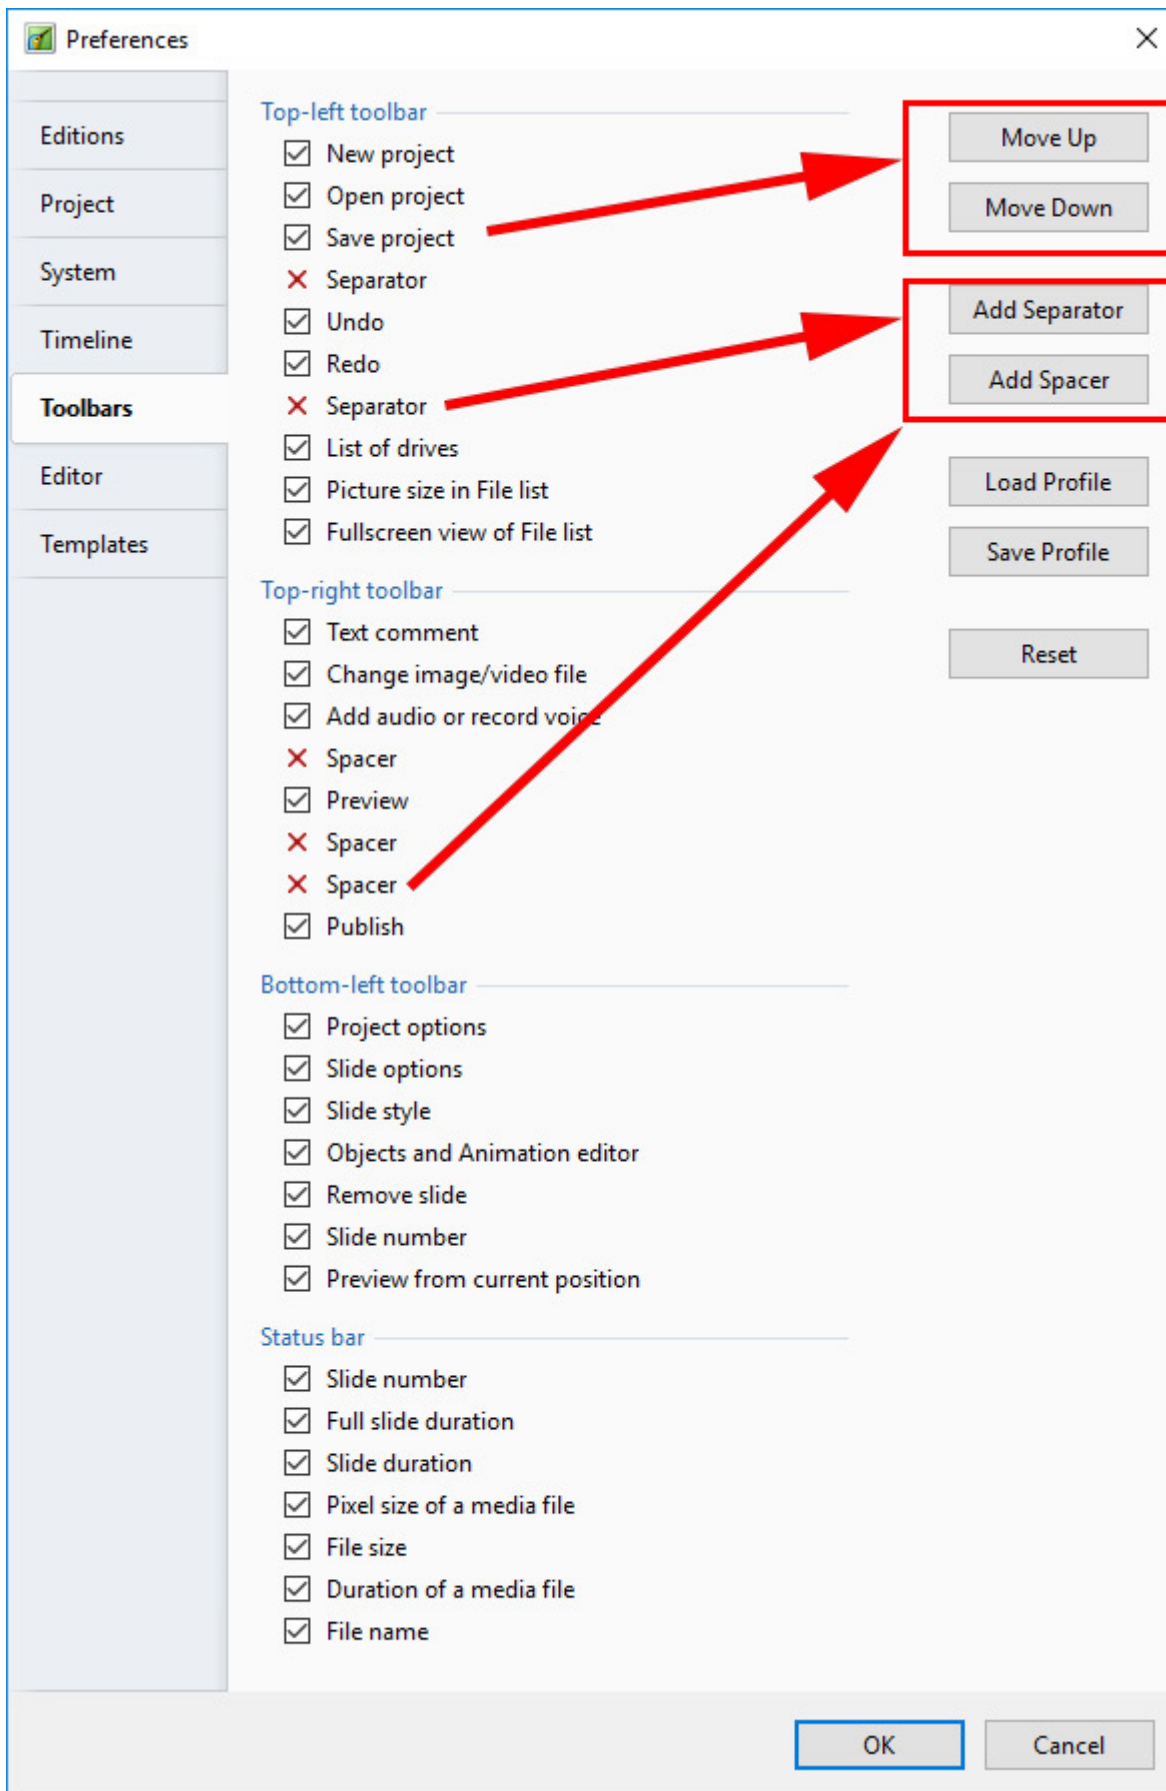 Preferences
Editions
Project
System
Timeline
Toolbars
Editor
Templates
Top-left toolbar
New project
Open project
Save project
Separator
Undo
Redo
Separator
List of drives
Picture size in File list
Fullscreen view of File list
Top-right toolbar
Text comment
Change image/video file
Add audio or record voice
Spacer
Preview
Spacer
Spacer
Publish
Bottom-left toolbar
Project options
Slide options
Slide style
Objects and Animation editor
Remove slide
Slide number
Preview from current position
Status bar
Slide number
Full slide duration
Slide duration
Pixel size of a media file
File size
Duration of a media file
File name
Move Up
Move Down
Add Separator
Add Spacer
Load Profile
Save Profile
Reset
OK
Cancel